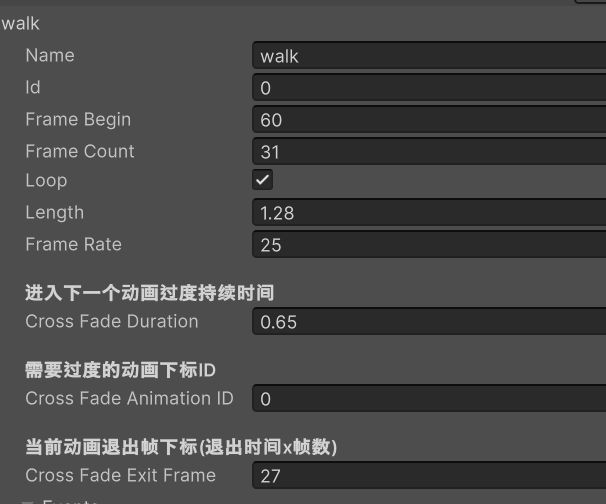 walk
Name walk
Id 0
Frame Begin 60
Frame Count 31
Loop
Length 1.28
Frame Rate 25
进入下一个动画过度持续时间
Cross Fade Duration 0.65
需要过度的动画下标ID
Cross Fade Animation ID 0
当前动画退出帧下标(退出时间x帧数)
Cross Fade Exit Frame 27